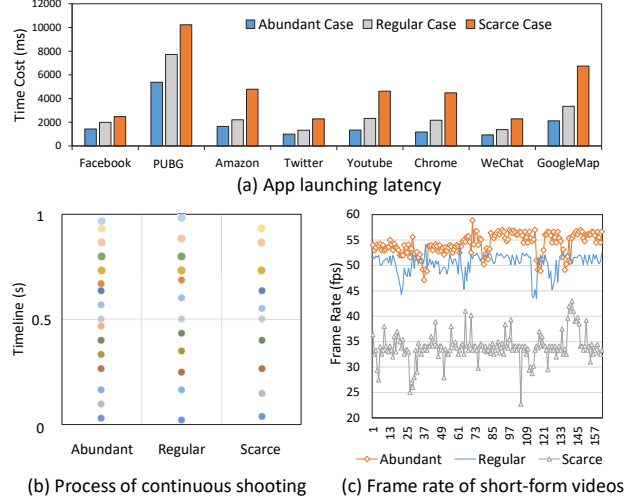 Abundant Case Regular Case Scarce Case
Time Cost (ms)
12000
10000
8000
6000
4000
2000
0
Facebook PUBG Amazon Twitter Youtube Chrome WeChat GoogleMap
(a) App launching latency
Timeline (s)
1
0.5
0
Abundant Regular Scarce
(b) Process of continuous shooting
Frame Rate (fps)
60
55
50
45
40
35
30
25
20
1 13 25 37 49 61 73 85 97 109 121 133 145 157
Abundant Regular Scarce
(c) Frame rate of short-form videos